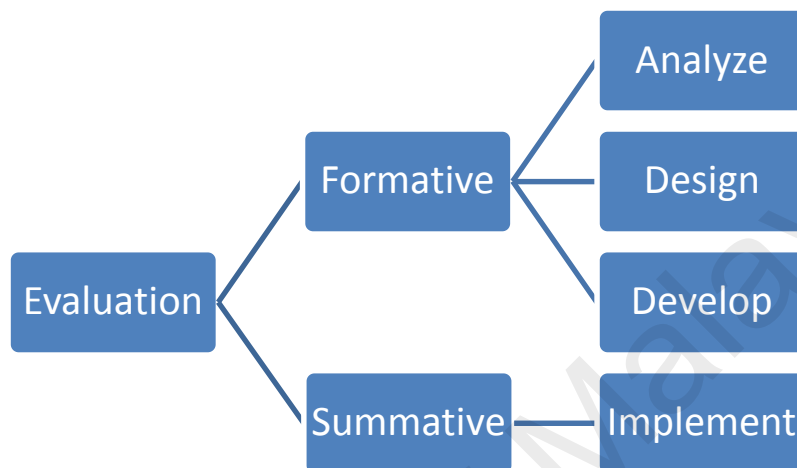 Analyze
Formative
Design
Evaluation
Develop
Summative
Implement